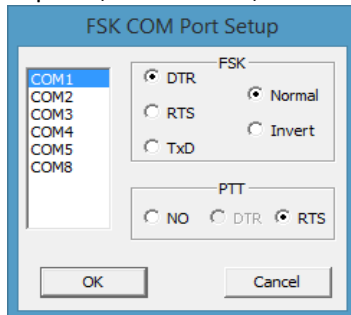 FSK COM Port Setup
COM1
COM2
COM3
COM4
COM5
COM8
FSK
DTR
RTS
TxD
Normal
Invert
PTT
NO DTR RTS
OK Cancel